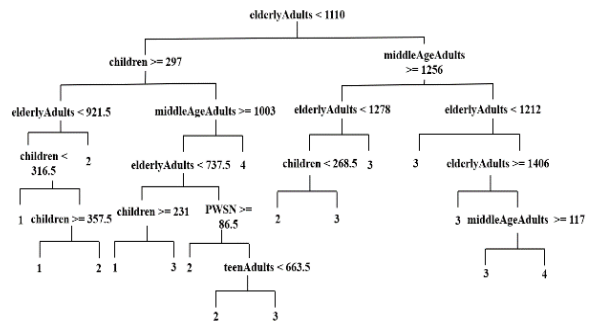 elderlyAdults < 1110
children >= 297
middleAgeAdults
>= 1256
elderlyAdults < 921.5
middleAgeAdults >= 1003
elderlyAdults < 1278
elderlyAdults < 1212
children <
316.5
2
elderlyAdults < 737.5
4
children < 268.5
3
3
elderlyAdults >= 1406
1
children >= 357.5
children >= 231
PWSN >=
86.5
2
3
3
middleAgeAdults >= 117
1
2
1
3
2
teenAdults < 663.5
3
4
2
3